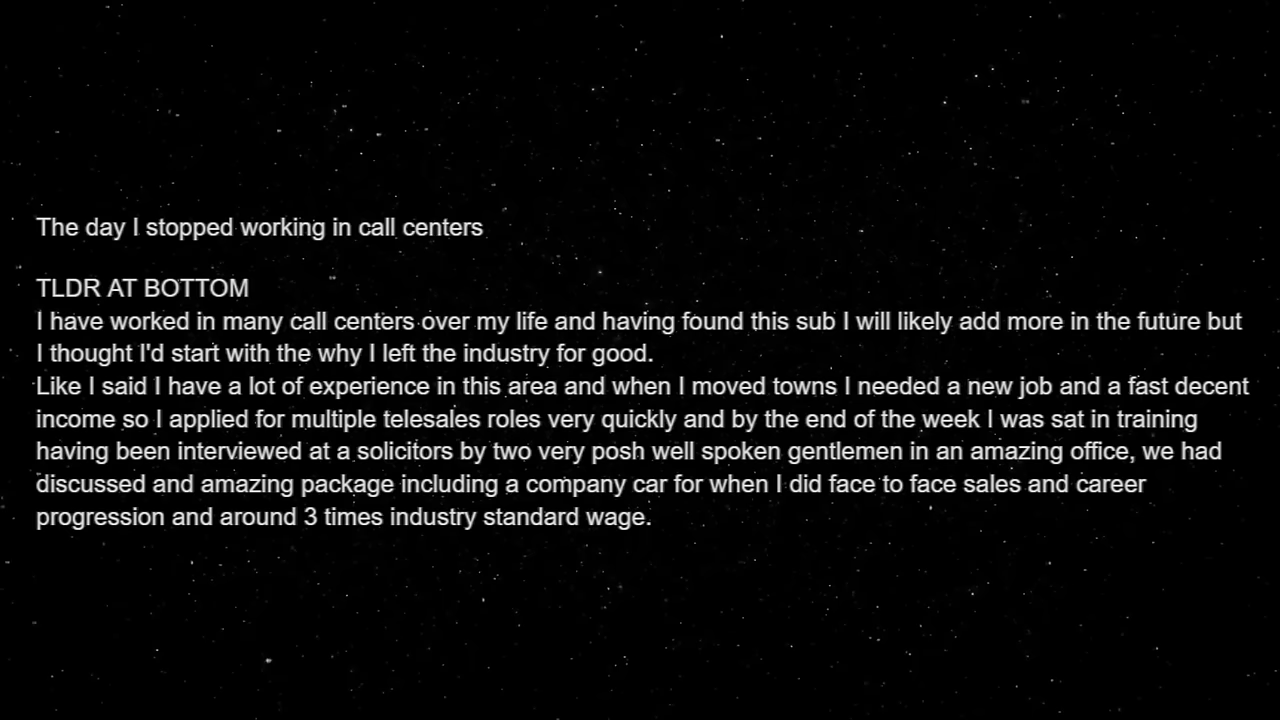 The day I stopped working in call centers
TLDR AT BOTTOM
I have worked in many call centers over my life and having found this sub I will likely add more in the future but
I thought I'd start with the why I left the industry for good.
Like I said I have a lot of experience in this area and when I moved towns I needed a new job and a fast decent
income so I applied for multiple telesales roles very quickly and by the end of the week I was sat in training
having been interviewed at a solicitors by two very posh well spoken gentlemen in an amazing office, we had
discussed and amazing package including a company car for when I did face to face sales and career
progression and around 3 times industry standard wage.